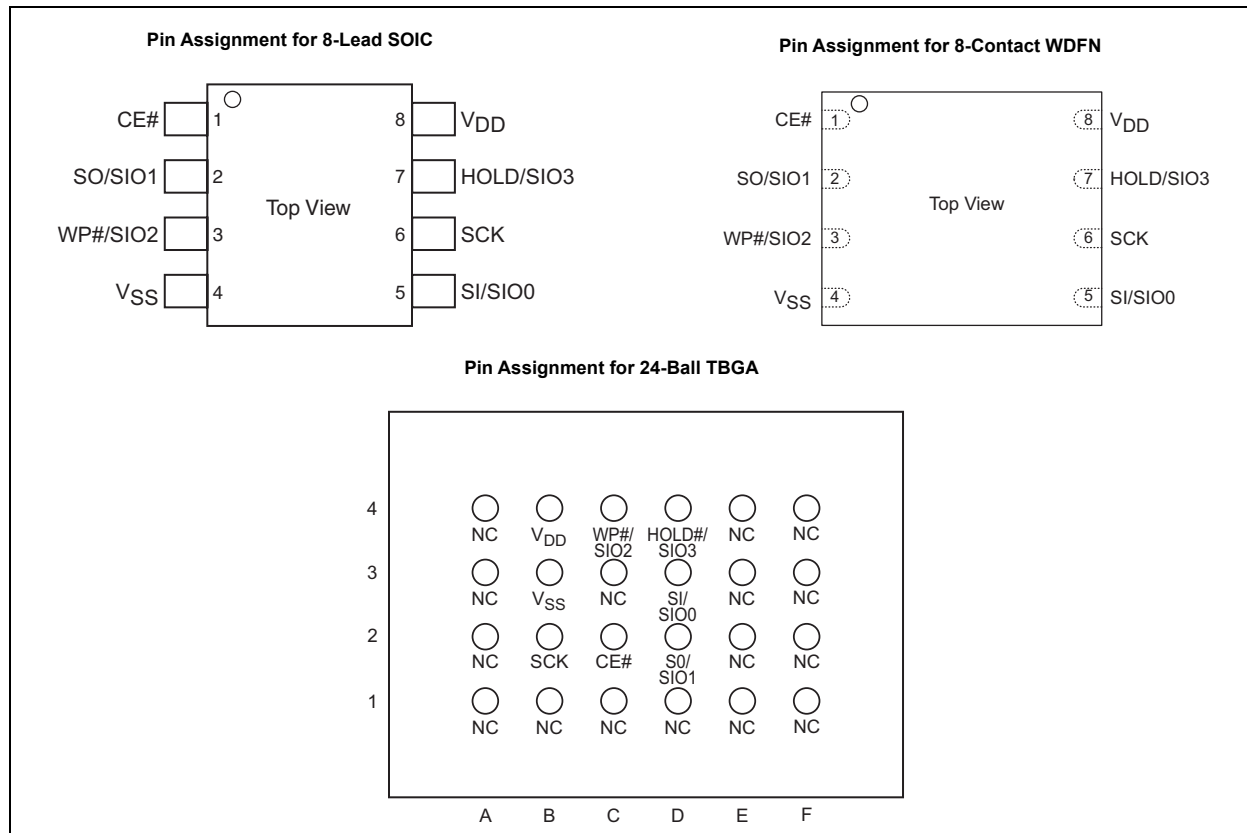 Pin Assignment for 8-Lead SOIC
CE# 1 8 VDD
SO/SIO1 2 7 HOLD/SIO3
Top View
WP#/SIO2 3 6 SCK
VSS 4 5 SI/SIO0
Pin Assignment for 8-Contact WDFN
CE# 1 8 VDD
SO/SIO1 2 7 HOLD/SIO3
Top View
WP#/SIO2 3 6 SCK
VSS 4 5 SI/SIO0
Pin Assignment for 24-Ball TBGA
4
NC VDD WP#/ HOLD#/ NC NC
SIO2 SIO3
3
NC VSS NC SI/ NC NC
SIO0
2
NC SCK CE# S0/ NC NC
SIO1
1
NC NC NC NC NC NC
A B C D E F